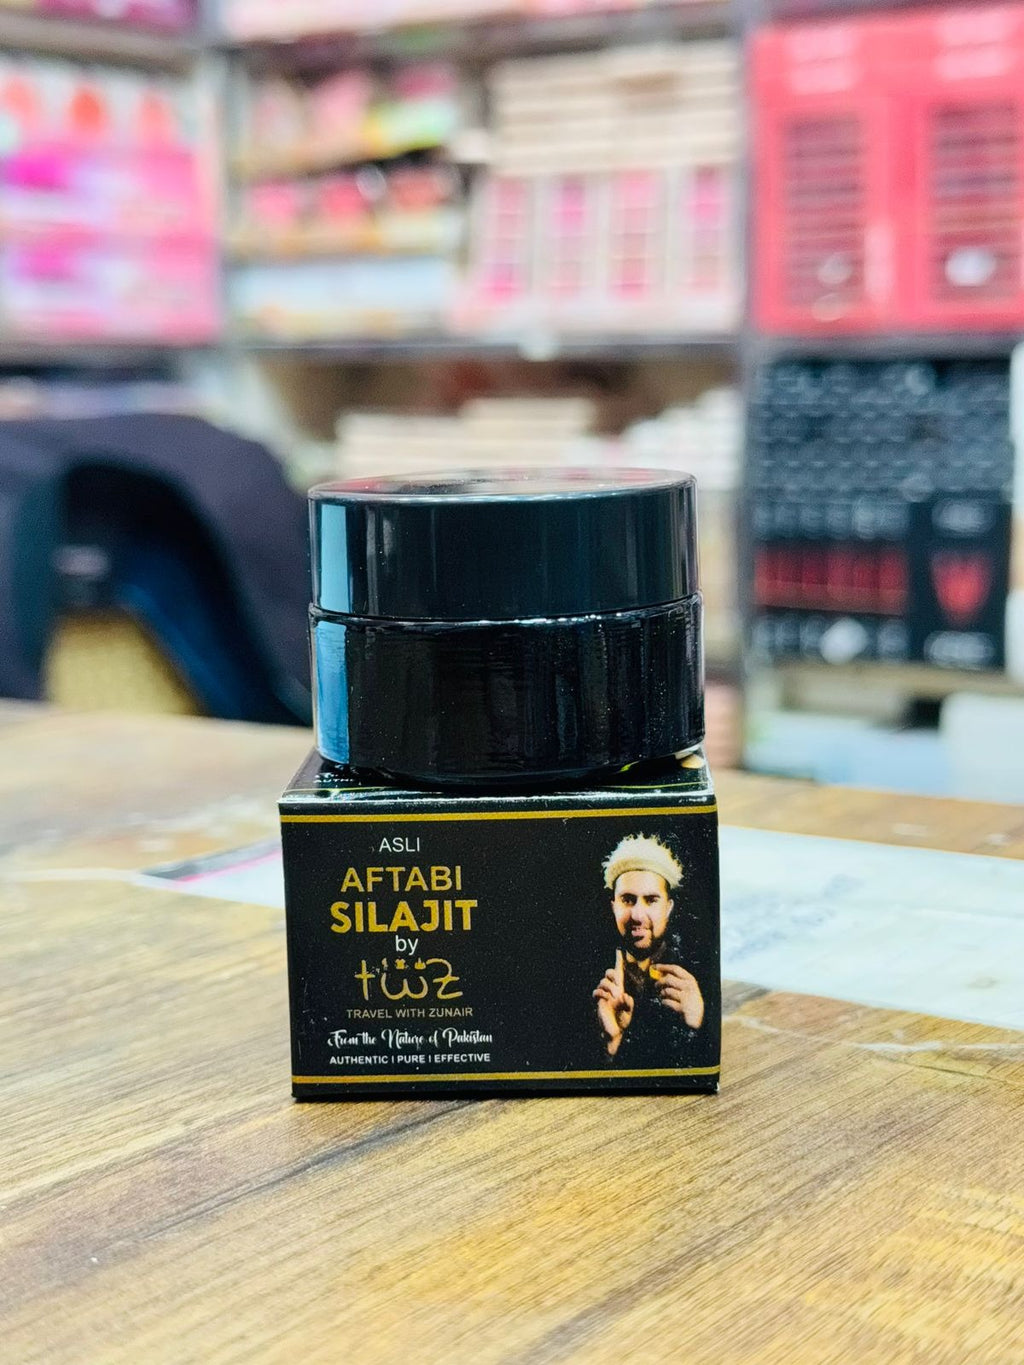 ASLI
AFTABI
SILAJIT
by
twz
TRAVEL WITH ZUNAIR
From the Nature of Pakistan
AUTHENTIC | PURE | EFFECTIVE